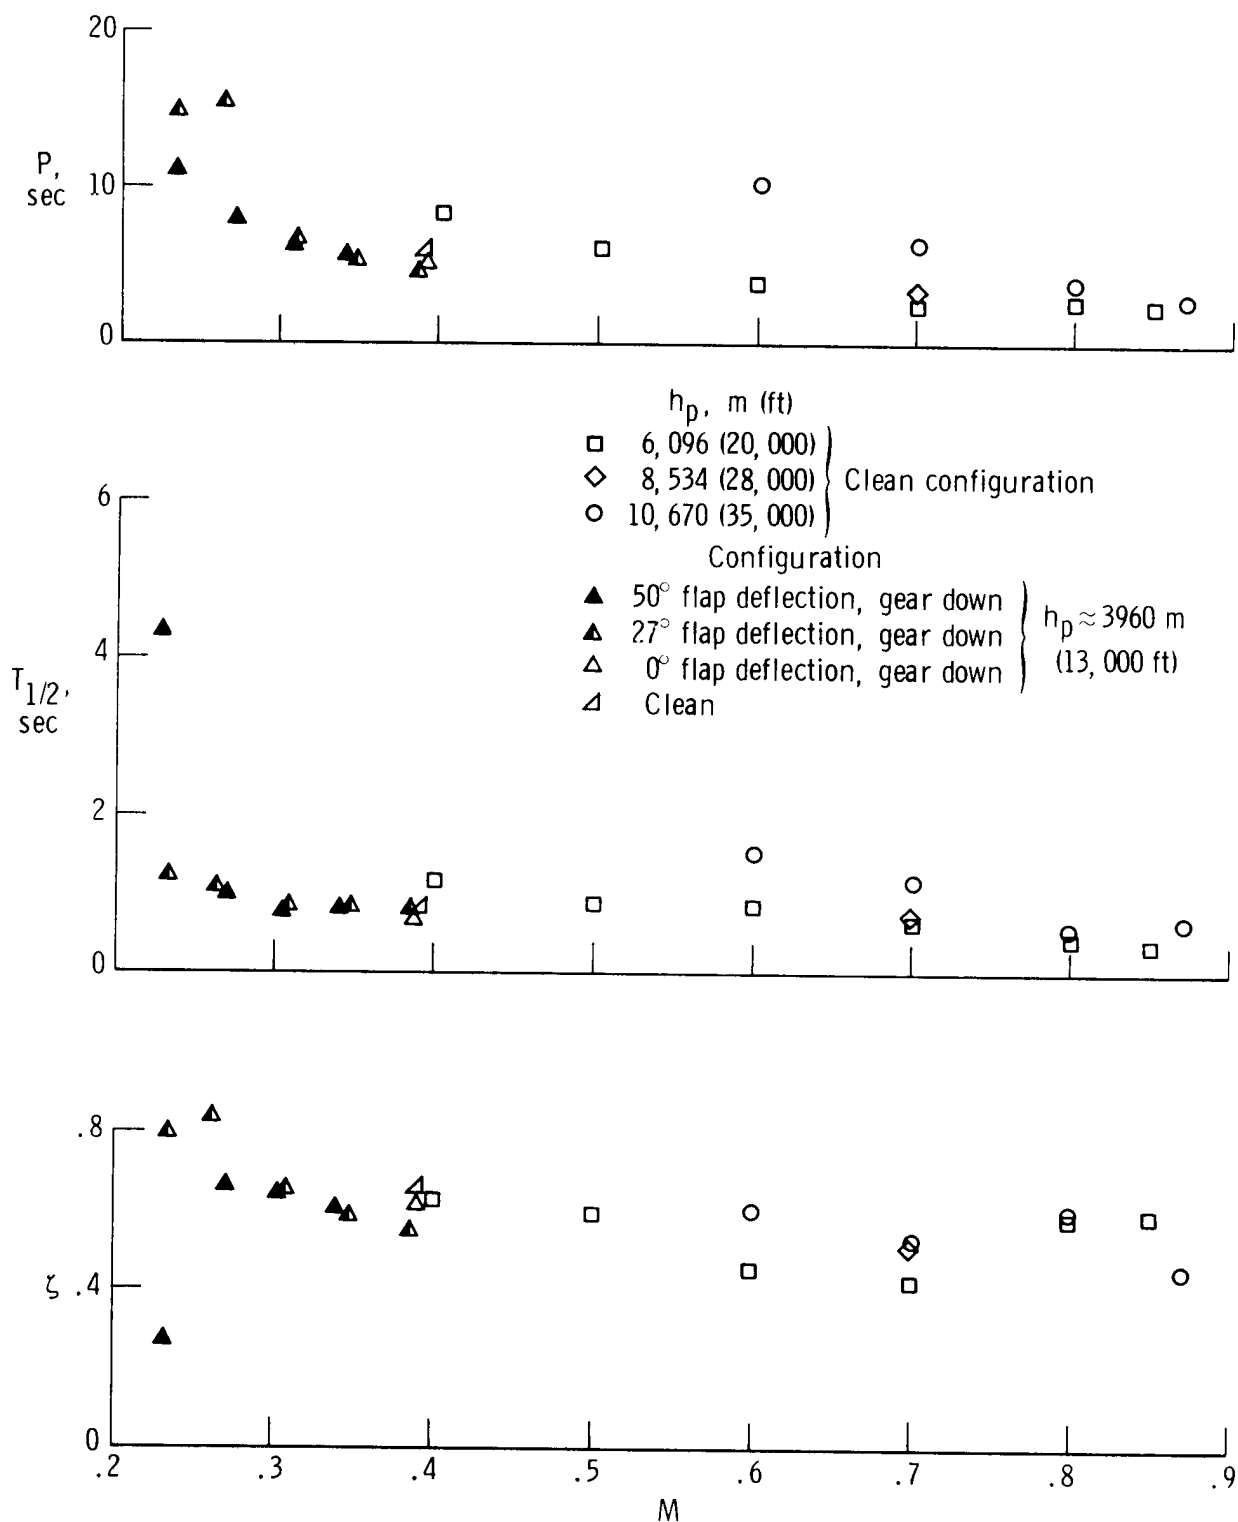 20
P,
sec
10
0
h_p, m (ft)
6,096 (20,000)
8,534 (28,000)
10,670 (35,000)
Clean configuration
Configuration
50° flap deflection, gear down
27° flap deflection, gear down
0° flap deflection, gear down
Clean
h_p ≈ 3960 m
(13,000 ft)
6
4
T_1/2,
sec
2
0
.8
ζ
.4
0
.2 .3 .4 .5 .6 .7 .8 .9
M